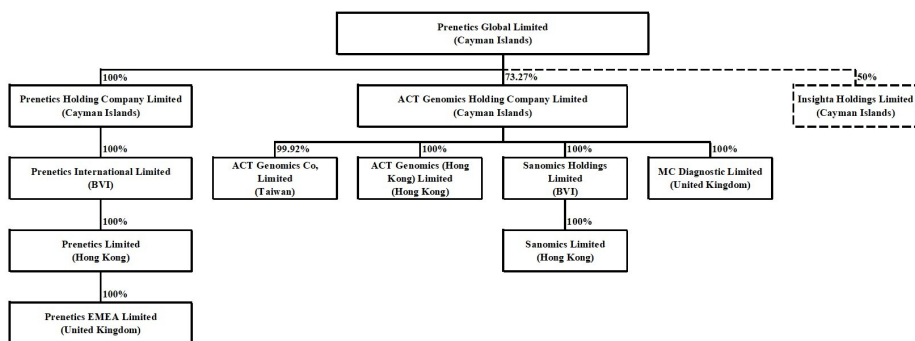 Prenetics Global Limited
(Cayman Islands)
100%
73.27%
50%
Prenetics Holding Company Limited
(Cayman Islands)
ACT Genomics Holding Company Limited
(Cayman Islands)
Insighta Holdings Limited
(Cayman Islands)
100%
99.92%
100%
100%
100%
Prenetics International Limited
(BVI)
ACT Genomics Co,
Limited
(Taiwan)
ACT Genomics (Hong
Kong) Limited
(Hong Kong)
Sanomics Holdings
Limited
(BVI)
MC Diagnostic Limited
(United Kingdom)
100%
100%
Prenetics Limited
(Hong Kong)
Sanomics Limited
(Hong Kong)
100%
Prenetics EMEA Limited
(United Kingdom)